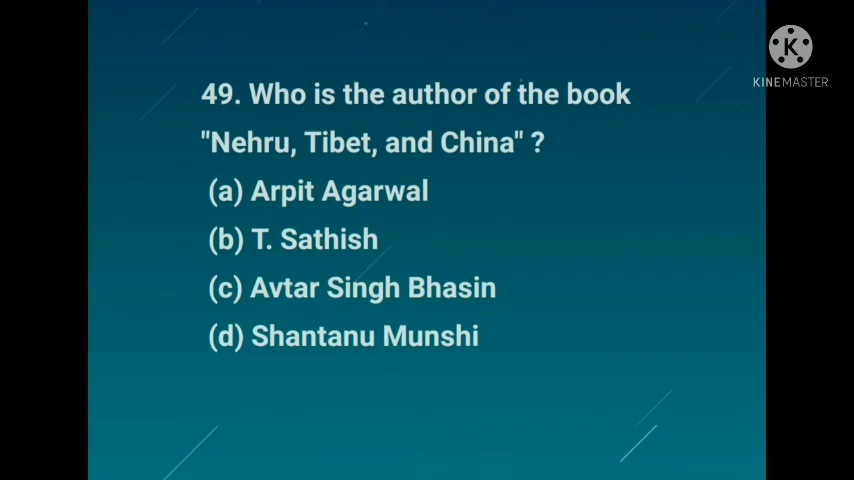 K
KINEMASTER
49. Who is the author of the book
"Nehru, Tibet, and China" ?
(a) Arpit Agarwal
(b) T. Sathish
(c) Avtar Singh Bhasin
(d) Shantanu Munshi